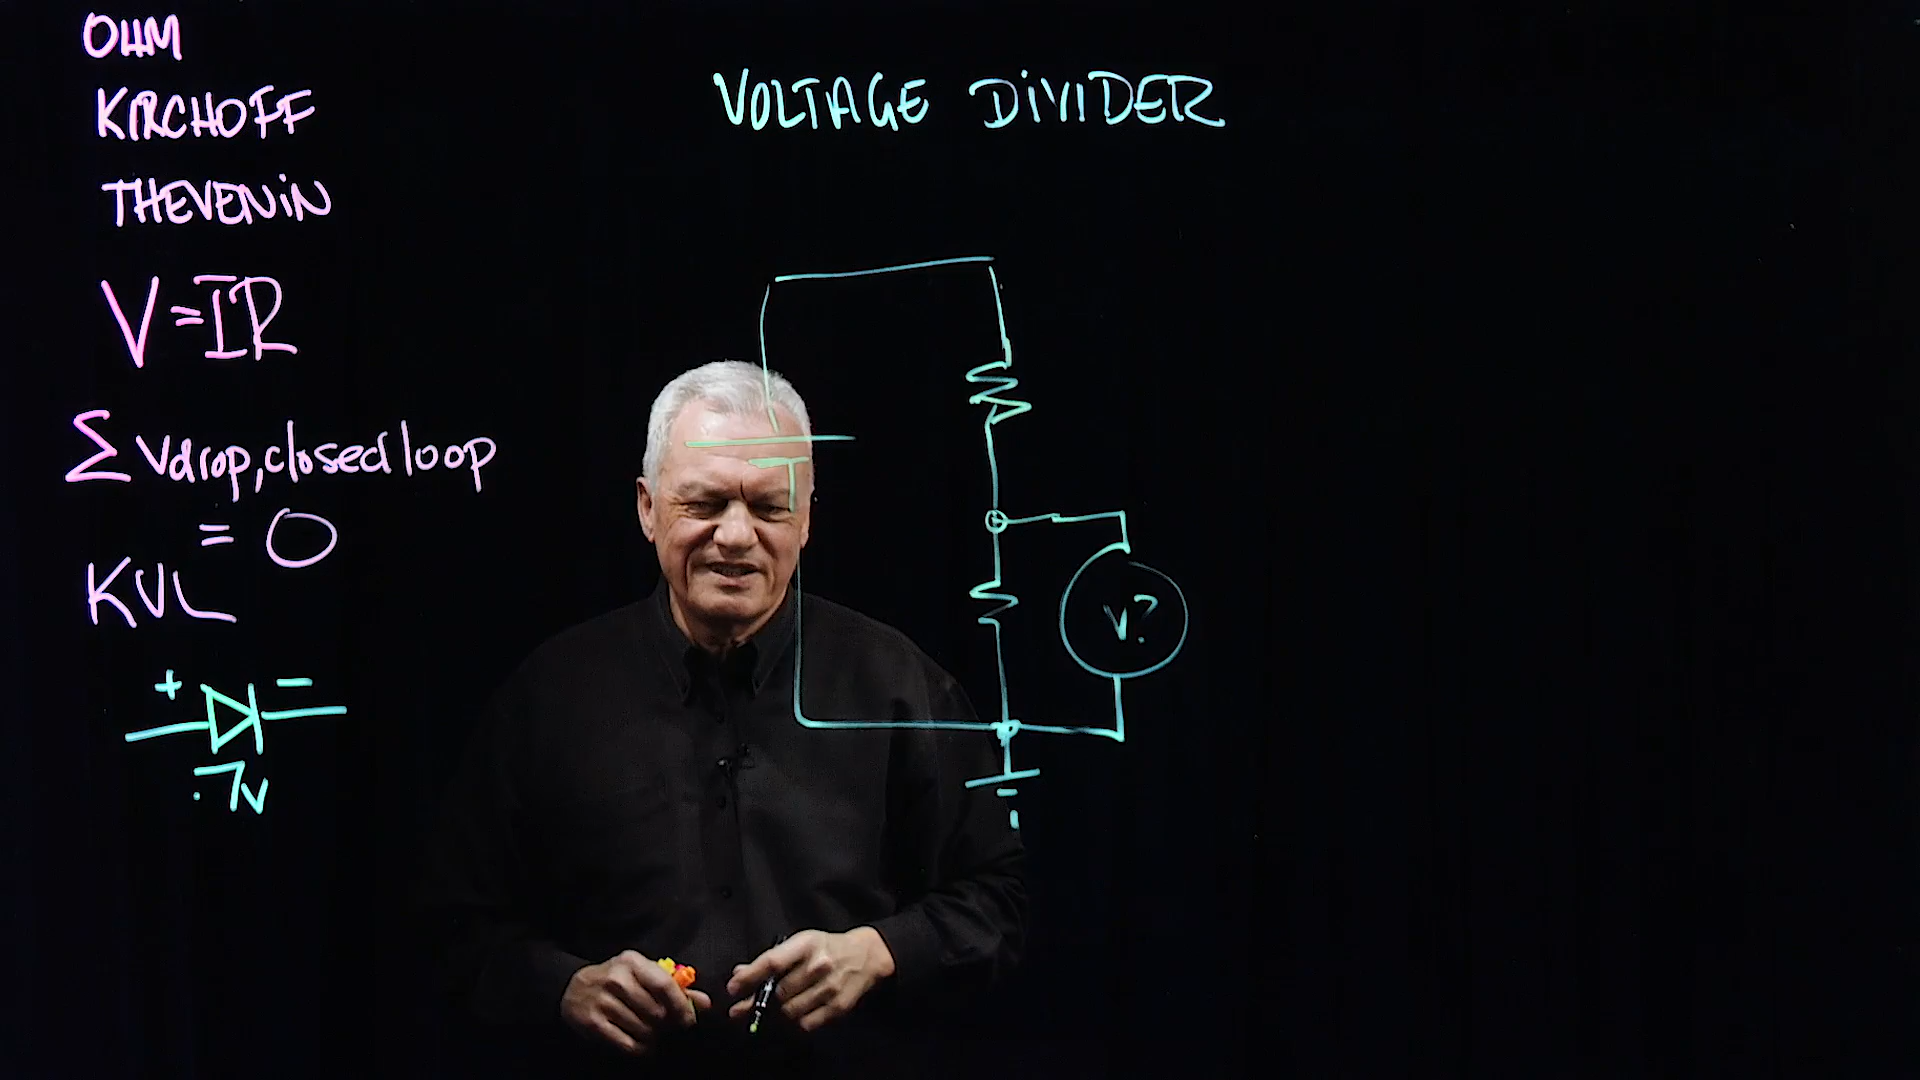 OHM
KIRCHOFF
THEVENIN
V=IR
Σ Vdrop, closed loop
= 0
KVL
+ −
.7V
VOLTAGE DIVIDER
V?